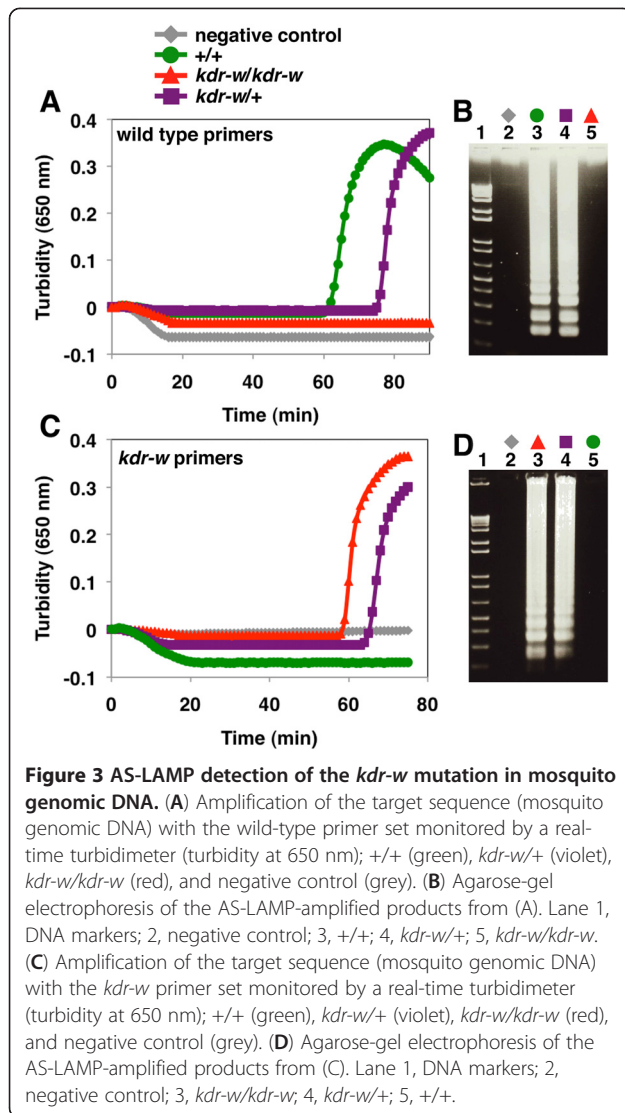 negative control
+/+
kdr-w/kdr-w
kdr-w/+
A
wild type primers
B
1 2 3 4 5
0.4
0.3
0.2
0.1
0
-0.1
Turbidity (650 nm)
0 20 40 60 80
Time (min)
C
kdr-w primers
D
1 2 3 4 5
0.4
0.3
0.2
0.1
0
-0.1
Turbidity (650 nm)
0 20 40 60 80
Time (min)
Figure 3 AS-LAMP detection of the kdr-w mutation in mosquito
genomic DNA. (A) Amplification of the target sequence (mosquito
genomic DNA) with the wild-type primer set monitored by a real-
time turbidimeter (turbidity at 650 nm); +/+ (green), kdr-w/+ (violet),
kdr-w/kdr-w (red), and negative control (grey). (B) Agarose-gel
electrophoresis of the AS-LAMP-amplified products from (A). Lane 1,
DNA markers; 2, negative control; 3, +/+; 4, kdr-w/+; 5, kdr-w/kdr-w.
(C) Amplification of the target sequence (mosquito genomic DNA)
with the kdr-w primer set monitored by a real-time turbidimeter
(turbidity at 650 nm); +/+ (green), kdr-w/+ (violet), kdr-w/kdr-w (red),
and negative control (grey). (D) Agarose-gel electrophoresis of the
AS-LAMP-amplified products from (C). Lane 1, DNA markers; 2,
negative control; 3, kdr-w/kdr-w; 4, kdr-w/+; 5, +/+.